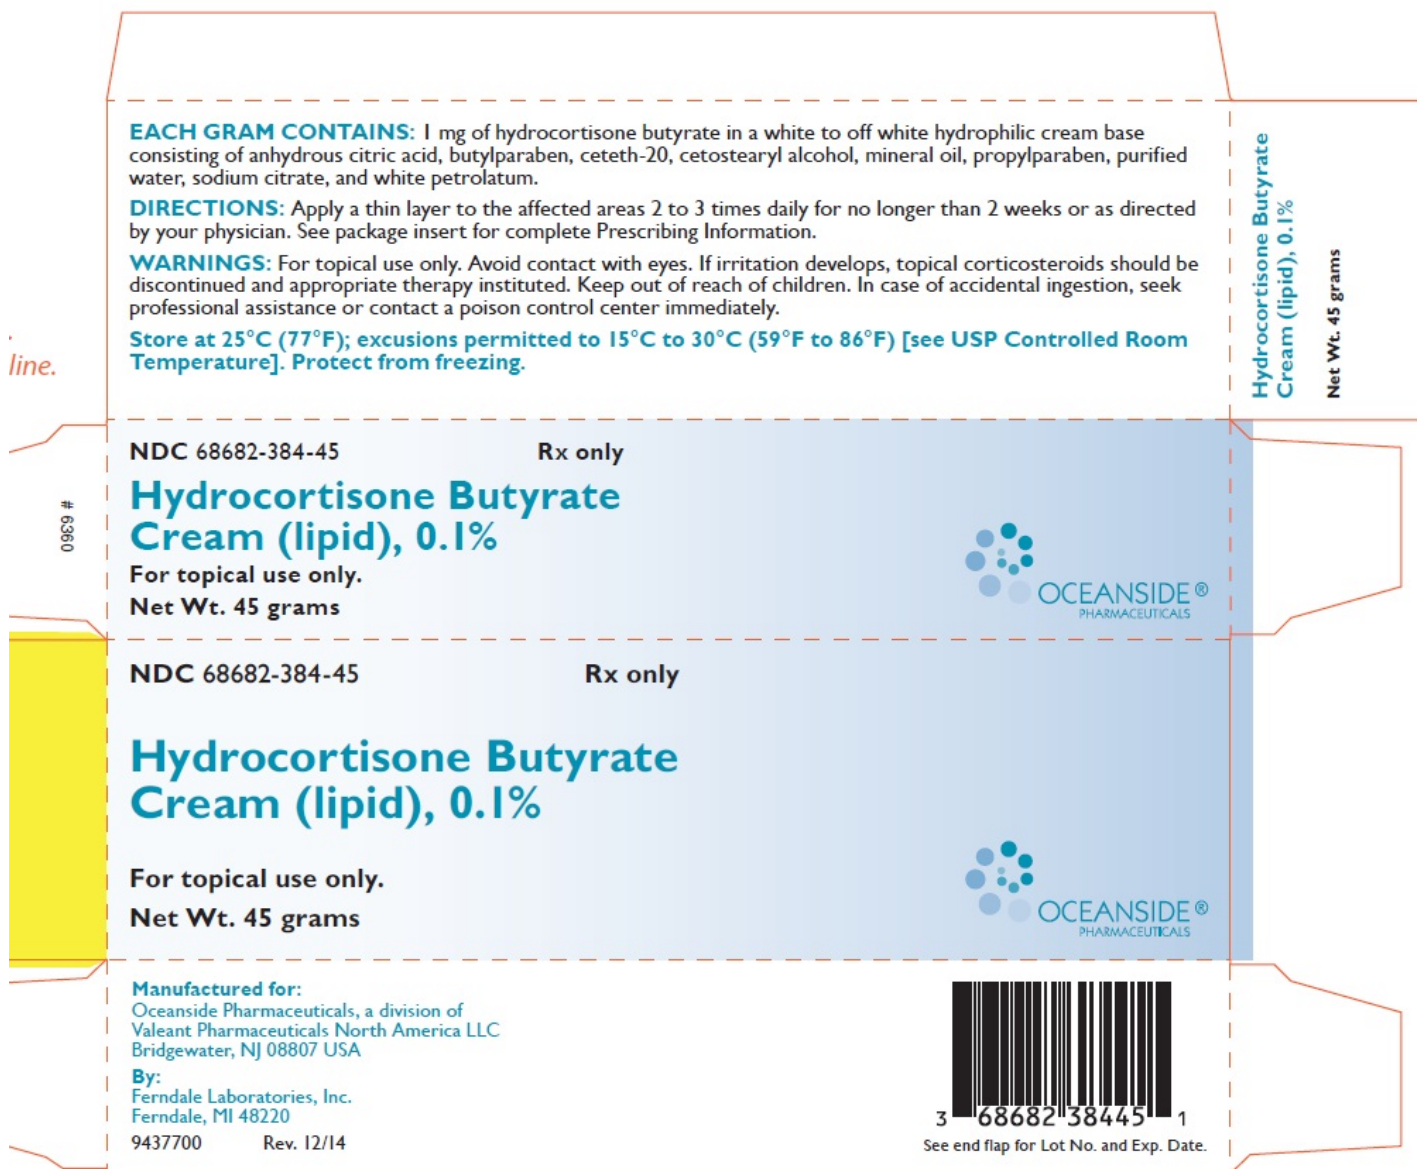 EACH GRAM CONTAINS: 1 mg of hydrocortisone butyrate in a white to off white hydrophilic cream base
consisting of anhydrous citric acid, butylparaben, ceteth-20, cetostearyl alcohol, mineral oil, propylparaben, purified
water, sodium citrate, and white petrolatum.
DIRECTIONS: Apply a thin layer to the affected areas 2 to 3 times daily for no longer than 2 weeks or as directed
by your physician. See package insert for complete Prescribing Information.
WARNINGS: For topical use only. Avoid contact with eyes. If irritation develops, topical corticosteroids should be
discontinued and appropriate therapy instituted. Keep out of reach of children. In case of accidental ingestion, seek
professional assistance or contact a poison control center immediately.
Store at 25°C (77°F); excusions permitted to 15°C to 30°C (59°F to 86°F) [see USP Controlled Room
Temperature]. Protect from freezing.
line.
Hydrocortisone Butyrate
Cream (lipid), 0.1%
Net Wt. 45 grams
NDC 68682-384-45 Rx only
Hydrocortisone Butyrate
Cream (lipid), 0.1%
For topical use only.
Net Wt. 45 grams
OCEANSIDE®
PHARMACEUTICALS
# 6360
NDC 68682-384-45 Rx only
Hydrocortisone Butyrate
Cream (lipid), 0.1%
For topical use only.
Net Wt. 45 grams
OCEANSIDE®
PHARMACEUTICALS
Manufactured for:
Oceanside Pharmaceuticals, a division of
Valeant Pharmaceuticals North America LLC
Bridgewater, NJ 08807 USA
By:
Ferndale Laboratories, Inc.
Ferndale, MI 48220
9437700 Rev. 12/14
3 68682 38445 1
See end flap for Lot No. and Exp. Date.